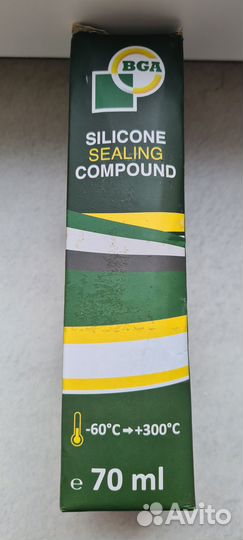 BGA
SILICONE
SEALING
COMPOUND
-60°C→+300°C
e 70 ml
Avito